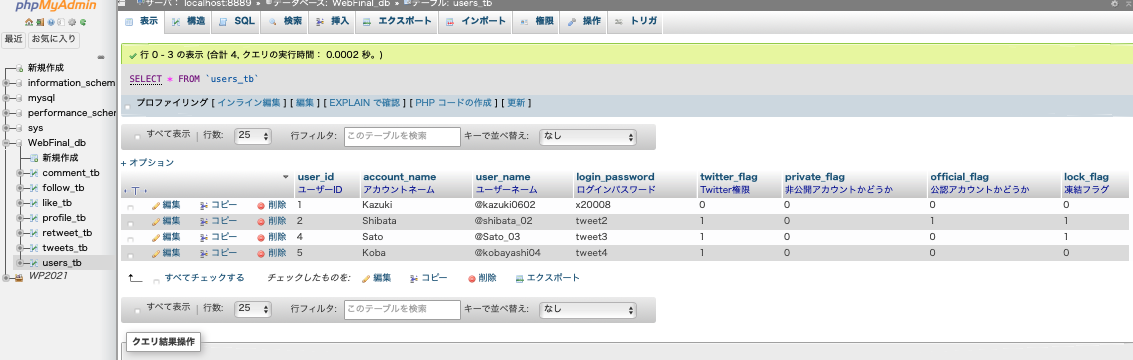 phpMyAdmin
サーバ： localhost:8889 » データベース: WebFinal_db » テーブル: users_tb
表示 構造 SQL 検索 挿入 エクスポート インポート 権限 操作 トリガ
最近 お気に入り
新規作成
information_schem
mysql
performance_schem
sys
WebFinal_db
新規作成
comment_tb
follow_tb
like_tb
profile_tb
retweet_tb
tweets_tb
users_tb
WP2021
行 0 - 3 の表示 (合計 4, クエリの実行時間： 0.0002 秒。)
SELECT * FROM `users_tb`
プロファイリング [ インライン編集 ] [ 編集 ] [ EXPLAIN で確認 ] [ PHP コードの作成 ] [ 更新 ]
すべて表示 | 行数: 25 行フィルタ: このテーブルを検索 キーで並べ替え: なし
+ オプション
←T→ user_id account_name user_name login_password twitter_flag private_flag official_flag lock_flag
ユーザーID アカウントネーム ユーザーネーム ログインパスワード Twitter権限 非公開アカウントかどうか 公認アカウントかどうか 凍結フラグ
編集 コピー 削除 1 Kazuki @kazuki0602 x20008 0 0 0 0
編集 コピー 削除 2 Shibata @shibata_02 tweet2 1 0 1 1
編集 コピー 削除 4 Sato @Sato_03 tweet3 1 0 0 1
編集 コピー 削除 5 Koba @kobayashi04 tweet4 1 0 0 0
すべてチェックする チェックしたものを: 編集 コピー 削除 エクスポート
すべて表示 | 行数: 25 行フィルタ: このテーブルを検索 キーで並べ替え: なし
クエリ結果操作